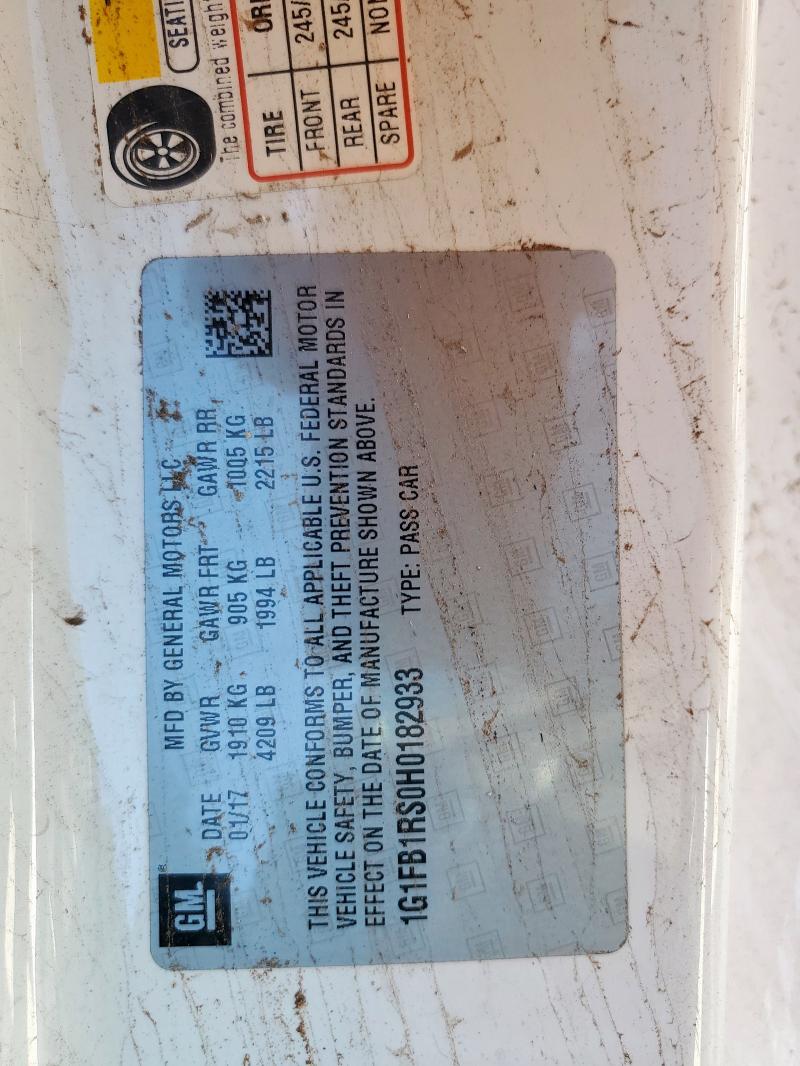 SEATI
The combined weigh
TIRE ORI
FRONT 245/
REAR 245/
SPARE NON
GM
MFD BY GENERAL MOTORS LLC
DATE GVWR GAWR FRT GAWR RR
01/17 1910 KG 905 KG 1005 KG
4209 LB 1994 LB 2215 LB
THIS VEHICLE CONFORMS TO ALL APPLICABLE U.S. FEDERAL MOTOR
VEHICLE SAFETY, BUMPER, AND THEFT PREVENTION STANDARDS IN
EFFECT ON THE DATE OF MANUFACTURE SHOWN ABOVE.
1G1FB1RS0H0182933 TYPE: PASS CAR